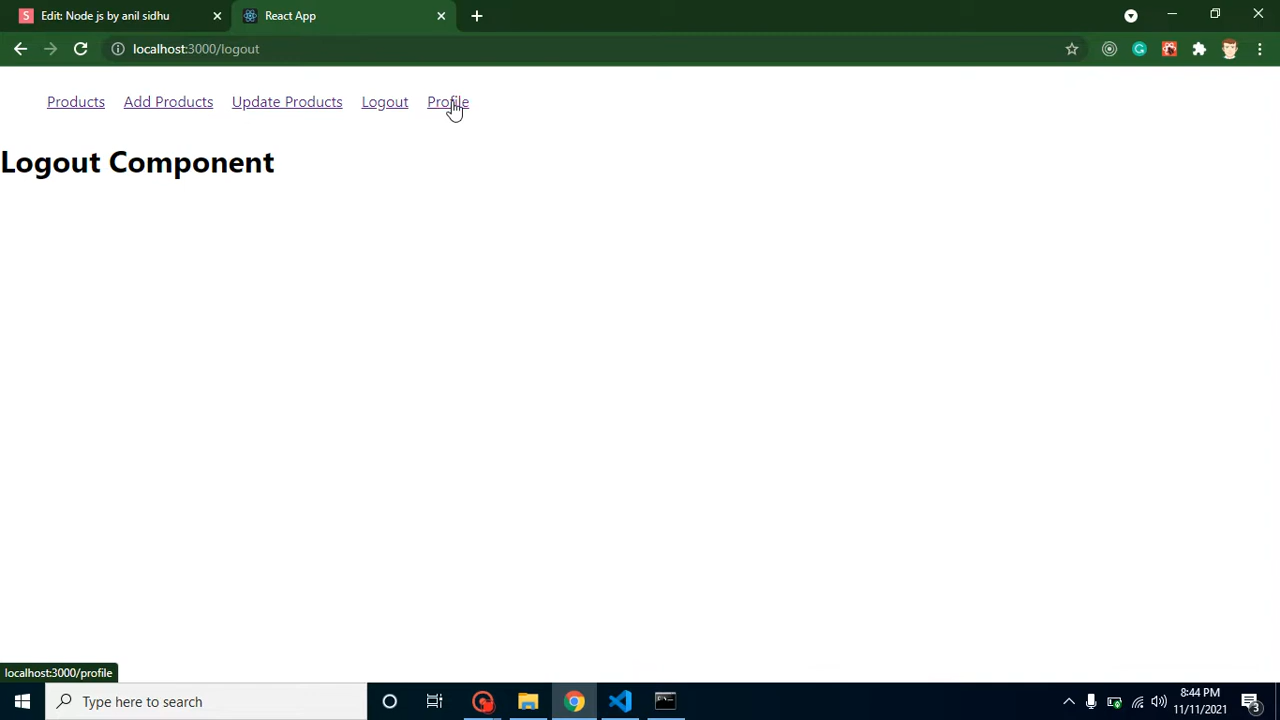 Edit: Node js by anil sidhu
React App
localhost:3000/logout
Products Add Products Update Products Logout Profile
Logout Component
localhost:3000/profile
Type here to search
8:44 PM
11/11/2021
3